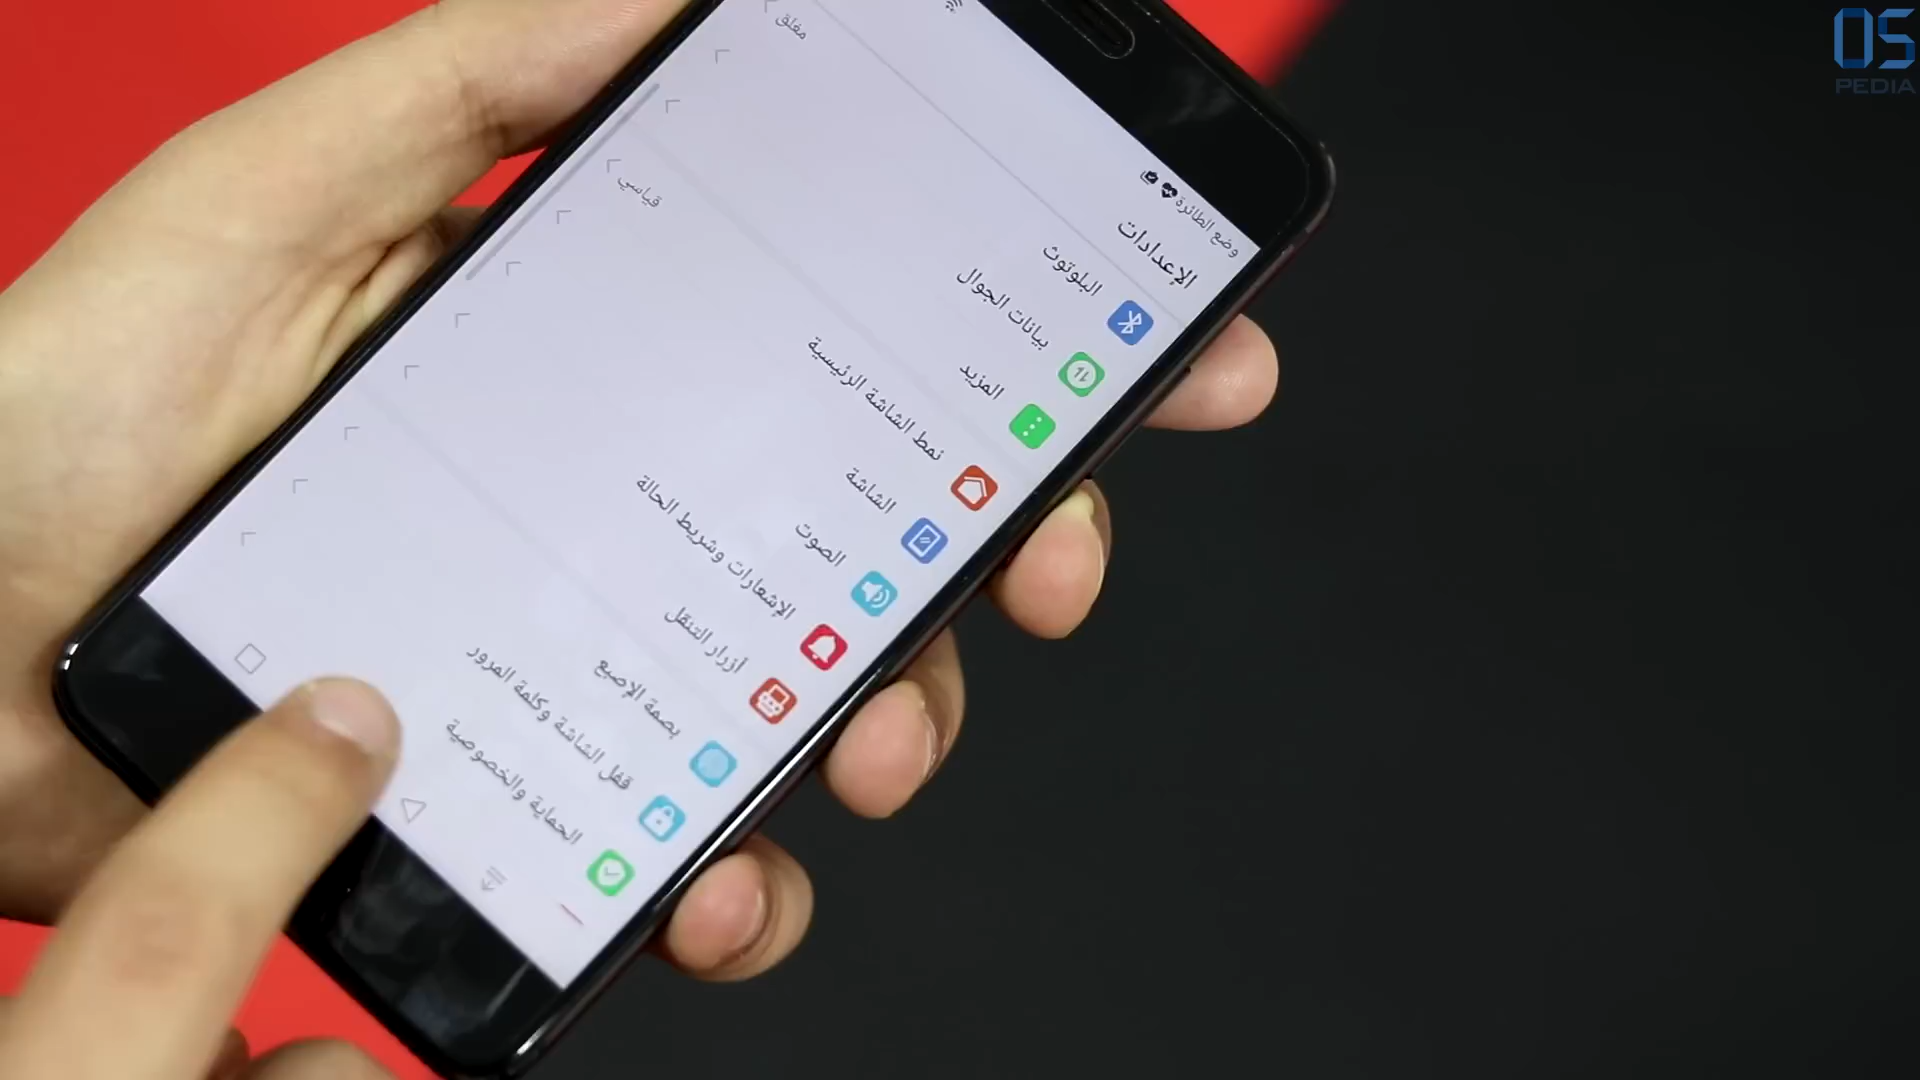 وضع الطائرة
الإعدادات
البلوتوث
مغلق
بيانات الجوال
المزيد
نمط الشاشة الرئيسية
قياسي
الشاشة
الصوت
الإشعارات وشريط الحالة
أزرار التنقل
بصمة الإصبع
قفل الشاشة وكلمة المرور
الحماية والخصوصية
OS
PEDIA